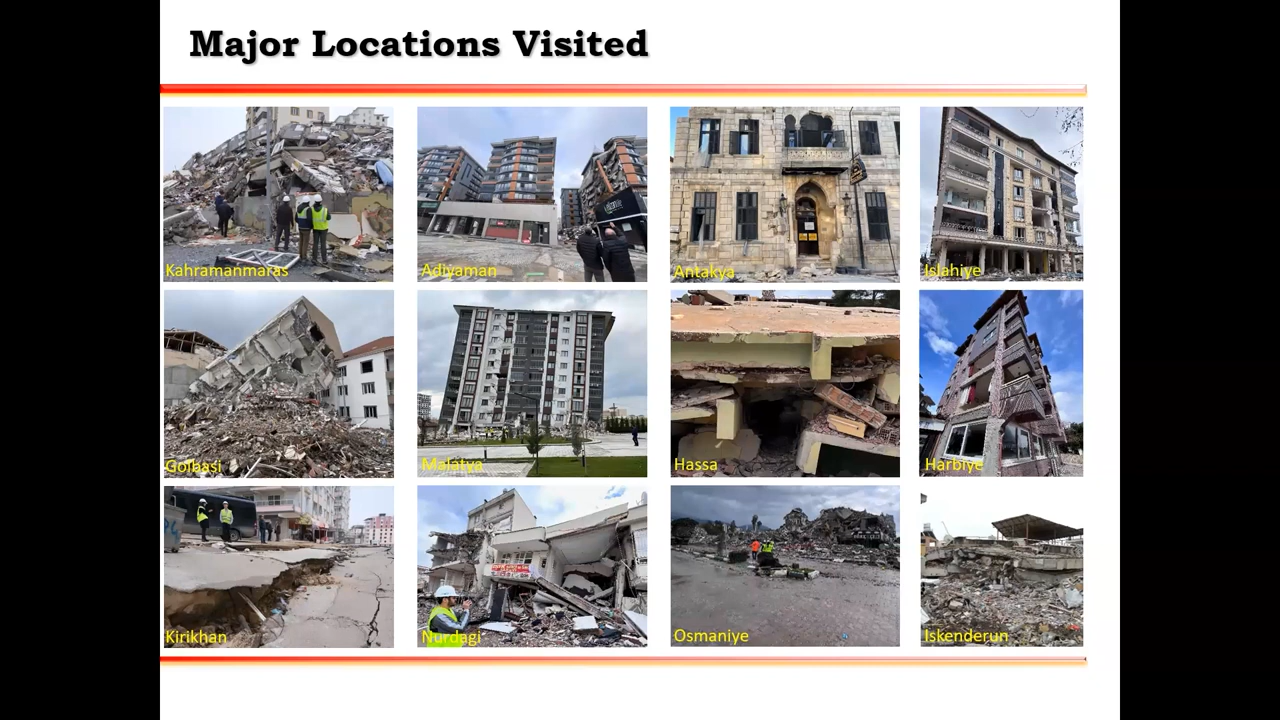 Major Locations Visited
Kahramanmaras
Adiyaman
Antakya
Islahiye
Golbasi
Malatya
Hassa
Harbiye
Kirikhan
Nurdagi
Osmaniye
Iskenderun